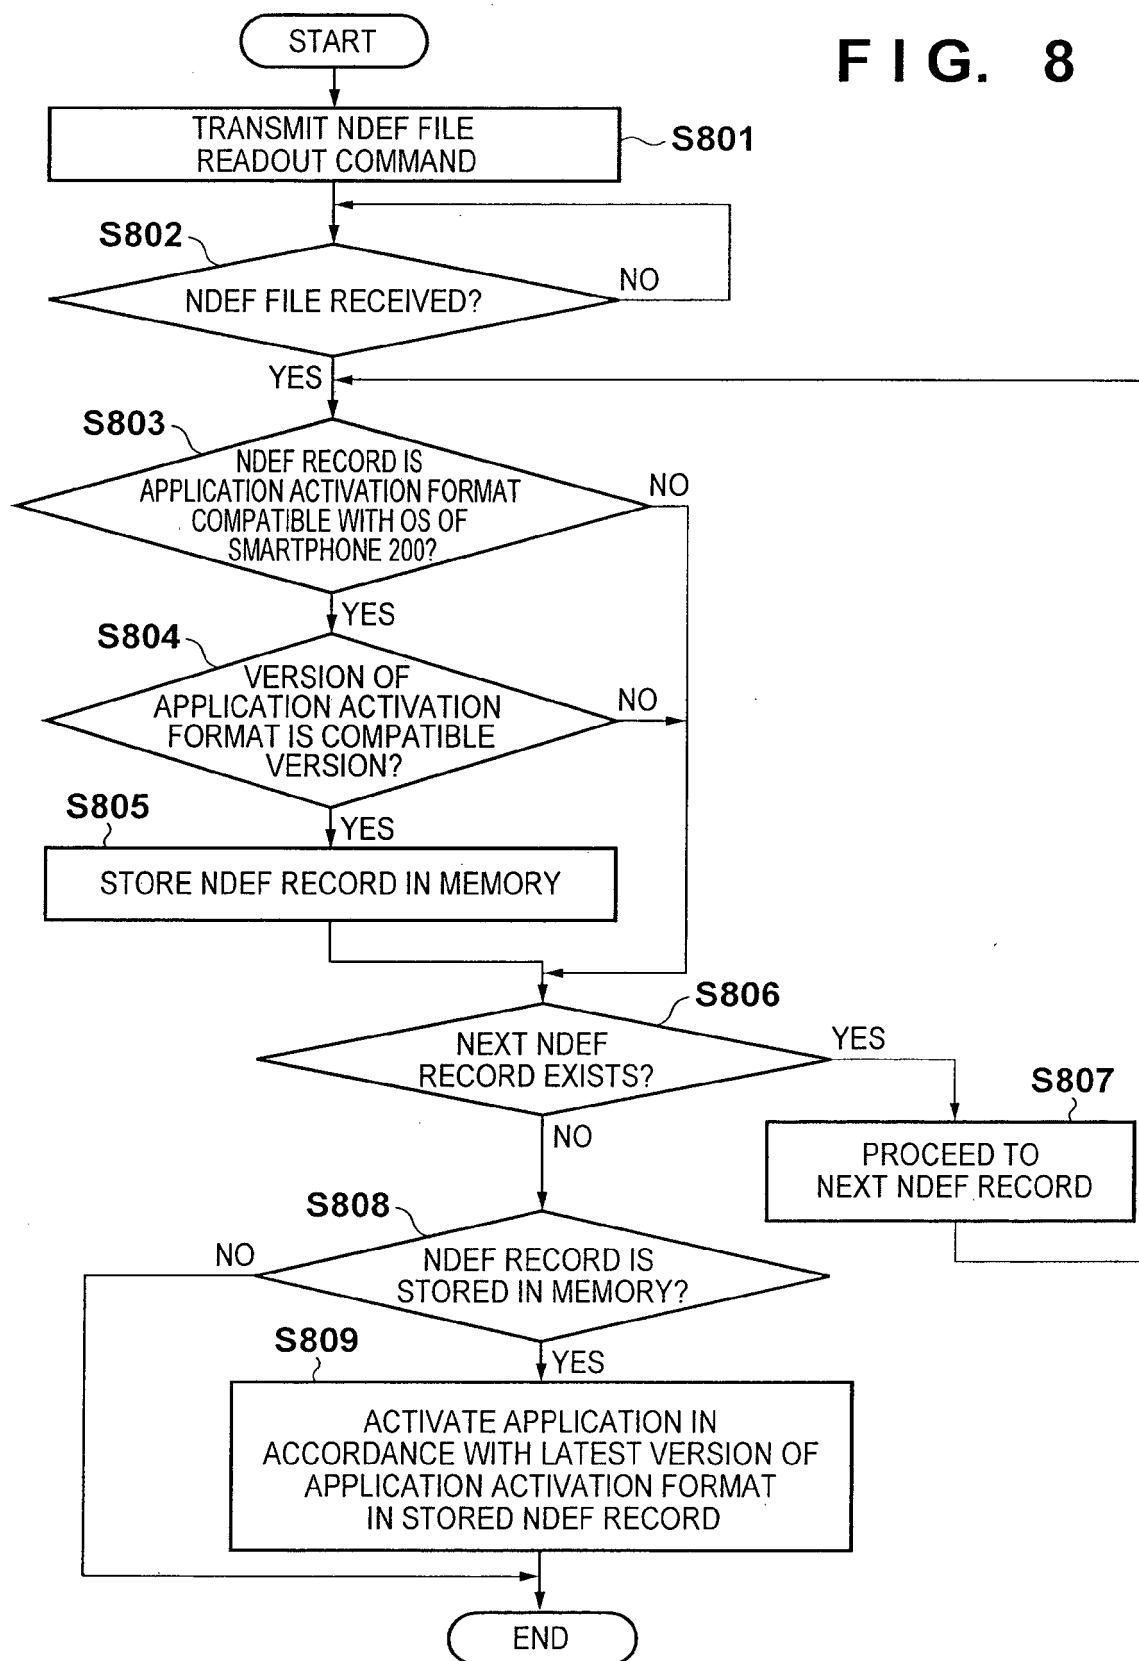 START
FIG. 8
TRANSMIT NDEF FILE
READOUT COMMAND
S801
S802
NDEF FILE RECEIVED?
NO
YES
S803
NDEF RECORD IS
APPLICATION ACTIVATION FORMAT
COMPATIBLE WITH OS OF
SMARTPHONE 200?
NO
YES
S804
VERSION OF
APPLICATION ACTIVATION
FORMAT IS COMPATIBLE
VERSION?
NO
YES
S805
STORE NDEF RECORD IN MEMORY
S806
NEXT NDEF
RECORD EXISTS?
YES
NO
S807
PROCEED TO
NEXT NDEF RECORD
S808
NDEF RECORD IS
STORED IN MEMORY?
NO
YES
S809
ACTIVATE APPLICATION IN
ACCORDANCE WITH LATEST VERSION OF
APPLICATION ACTIVATION FORMAT
IN STORED NDEF RECORD
END